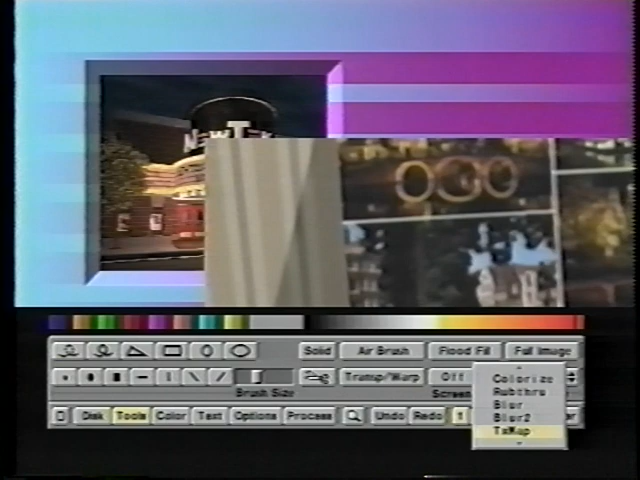 NewTek
Solid Air Brush Flood Fill Full Image
Transp/Warp Off
Brush Size Screen
Colorize
Rubthru
Blur
Blur2
TxMap
Disk Tools Color Text Options Process Undo Redo 1